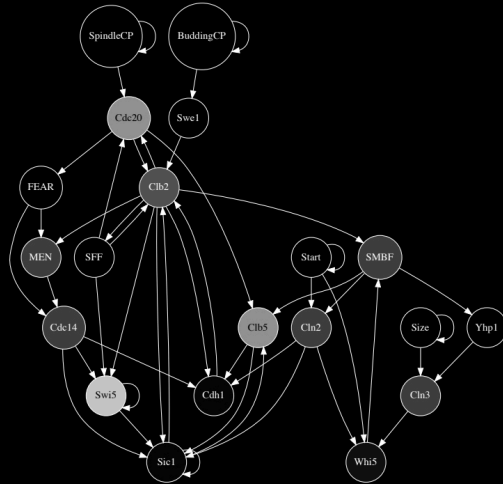 SpindleCP
BuddingCP
Cdc20
Swe1
FEAR
Clb2
MEN
SFF
Start
SMBF
Cdc14
Clb5
Cln2
Size
Yhp1
Swi5
Cdh1
Cln3
Sic1
Whi5